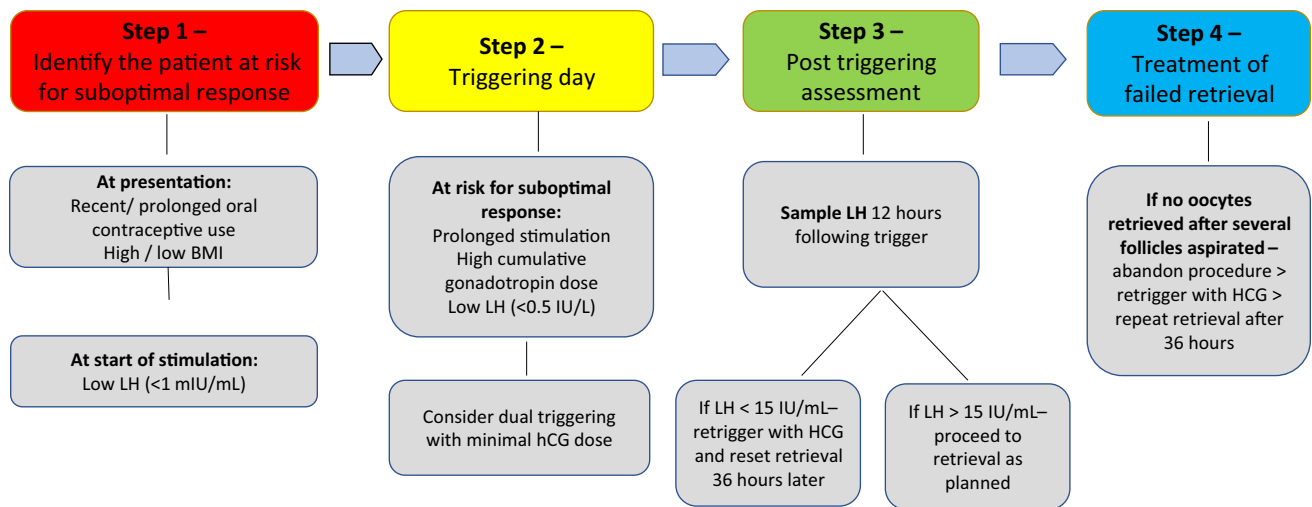 Step 1 –
Identify the patient at risk
for suboptimal response
Step 2 –
Triggering day
Step 3 –
Post triggering
assessment
Step 4 –
Treatment of
failed retrieval
At presentation:
Recent/ prolonged oral
contraceptive use
High / low BMI
At start of stimulation:
Low LH (<1 mIU/mL)
At risk for suboptimal
response:
Prolonged stimulation
High cumulative
gonadotropin dose
Low LH (<0.5 IU/L)
Consider dual triggering
with minimal hCG dose
Sample LH 12 hours
following trigger
If LH < 15 IU/mL–
retrigger with HCG
and reset retrieval
36 hours later
If LH > 15 IU/mL–
proceed to
retrieval as
planned
If no oocytes
retrieved after several
follicles aspirated –
abandon procedure >
retrigger with HCG >
repeat retrieval after
36 hours